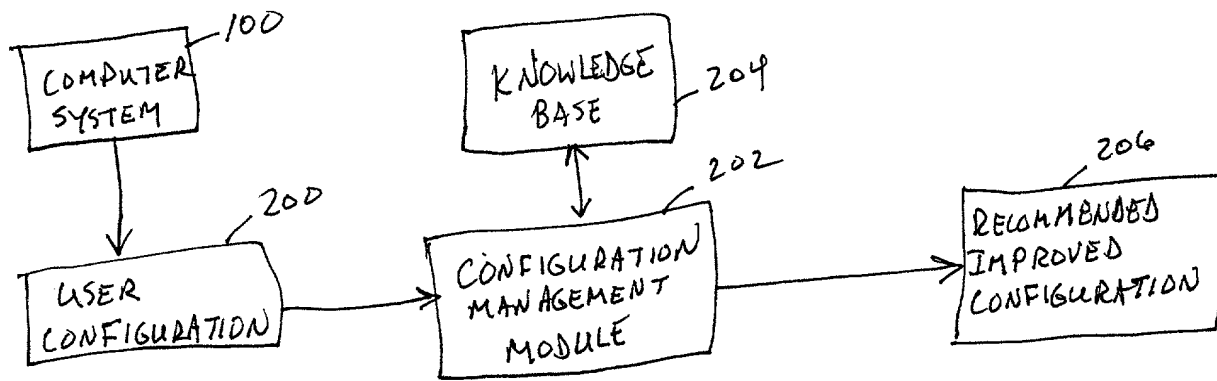 100
COMPUTER
SYSTEM
KNOWLEDGE
BASE
204
200
USER
CONFIGURATION
202
CONFIGURATION
MANAGEMENT
MODULE
206
RECOMMENDED
IMPROVED
CONFIGURATION